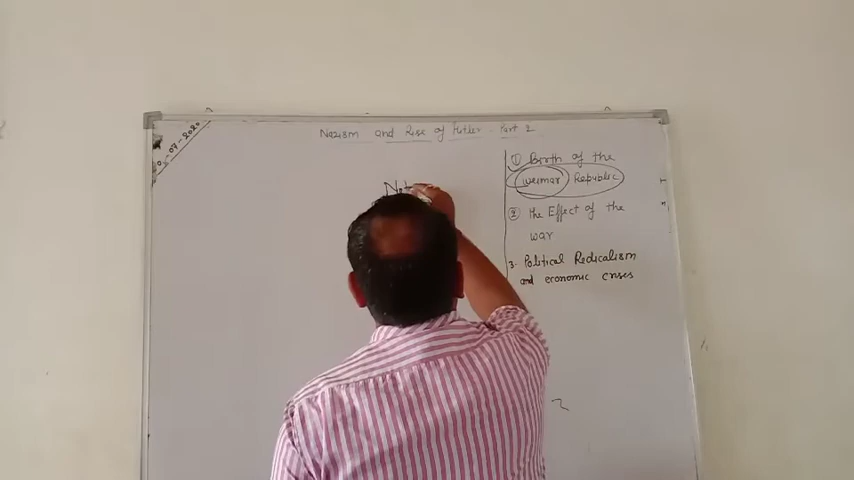 Nazism and Rise of Hitler Part 2
① Birth of the
Weimar Republic
② the Effect of the
war
3. Political Redicalism
and economic crises